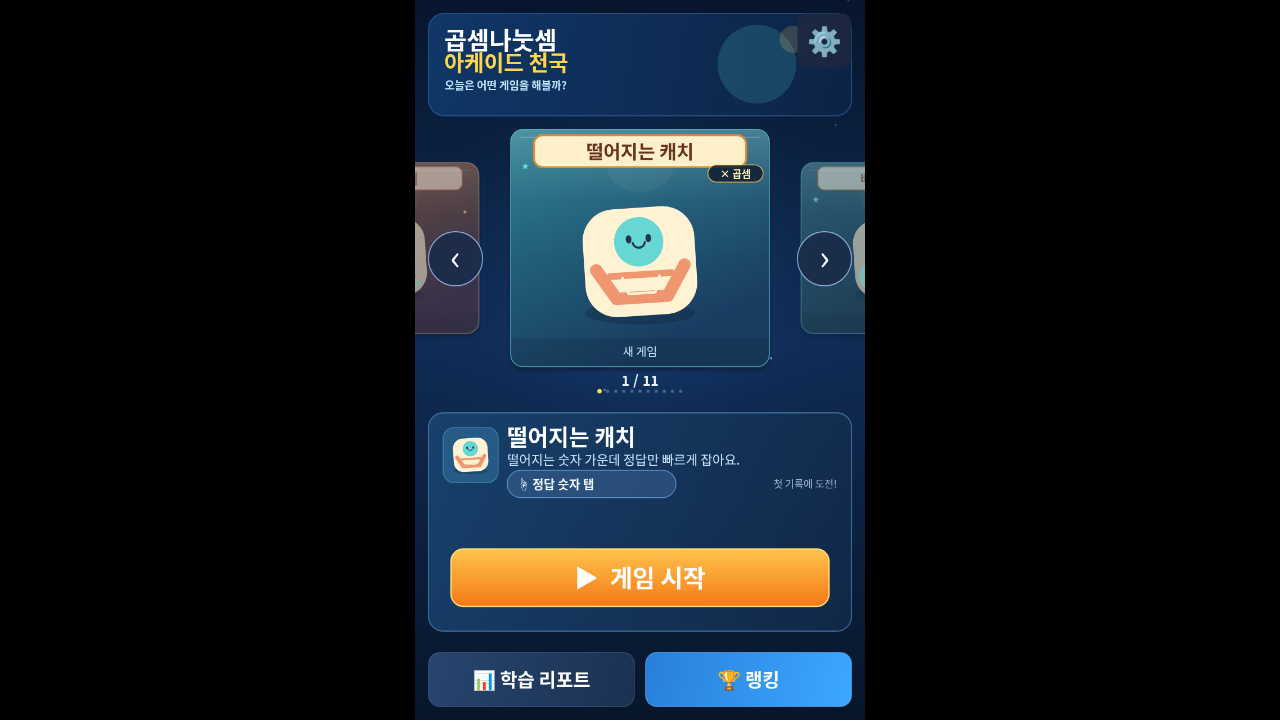 곱셈나눗셈
아케이드 천국
오늘은 어떤 게임을 해볼까?
떨어지는 캐치
× 곱셈
새 게임
1 / 11
떨어지는 캐치
떨어지는 숫자 가운데 정답만 빠르게 잡아요.
정답 숫자 탭
첫 기록에 도전!
▶ 게임 시작
📊 학습 리포트
🏆 랭킹